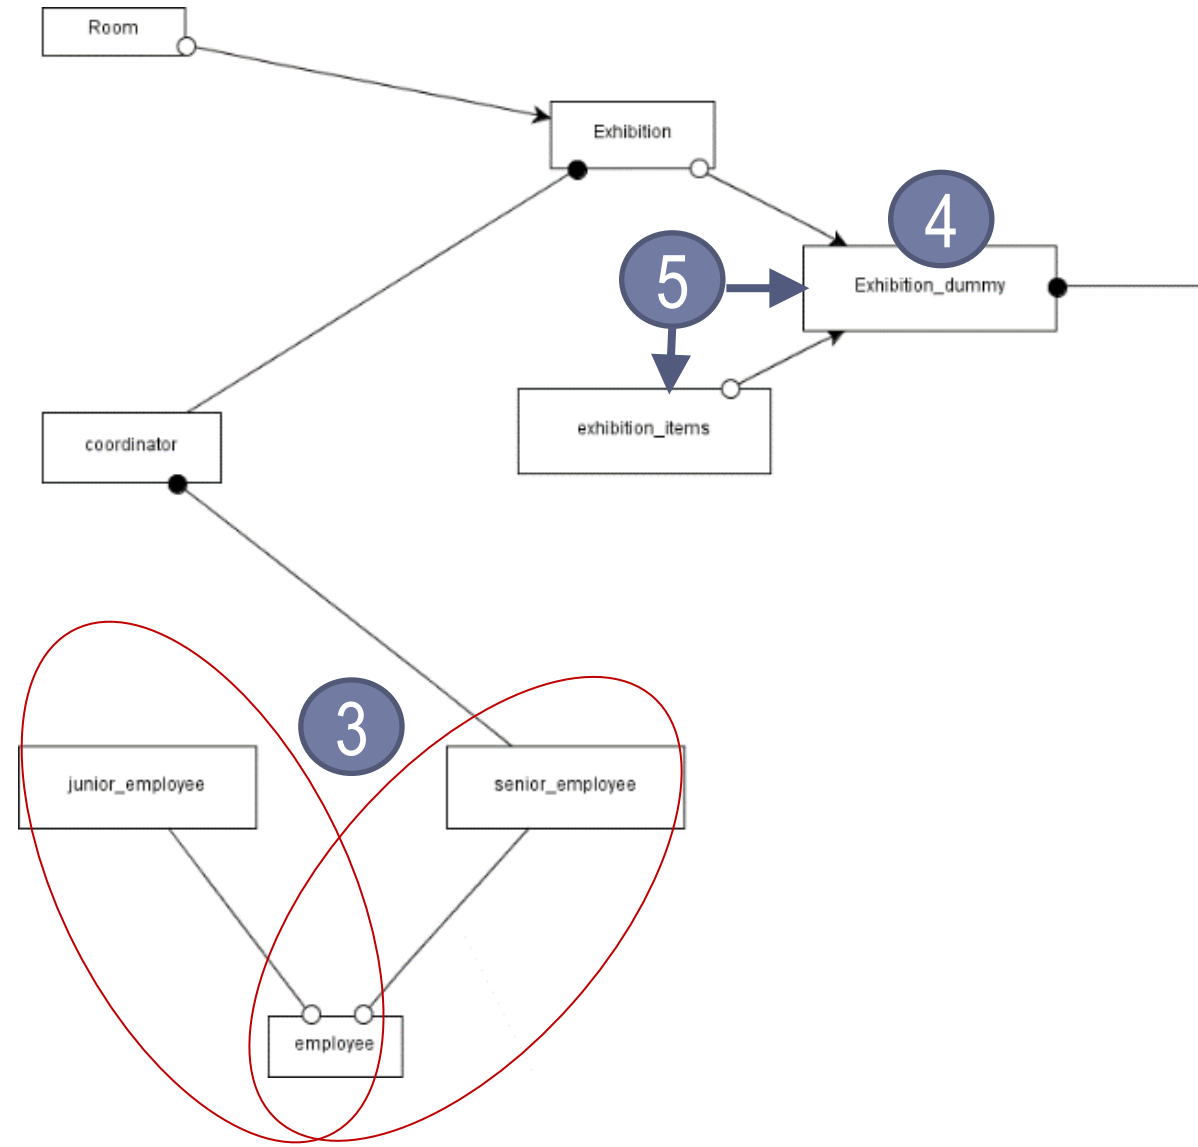 Room
Exhibition
4
5
Exhibition_dummy
exhibition_items
coordinator
3
junior_employee
senior_employee
employee